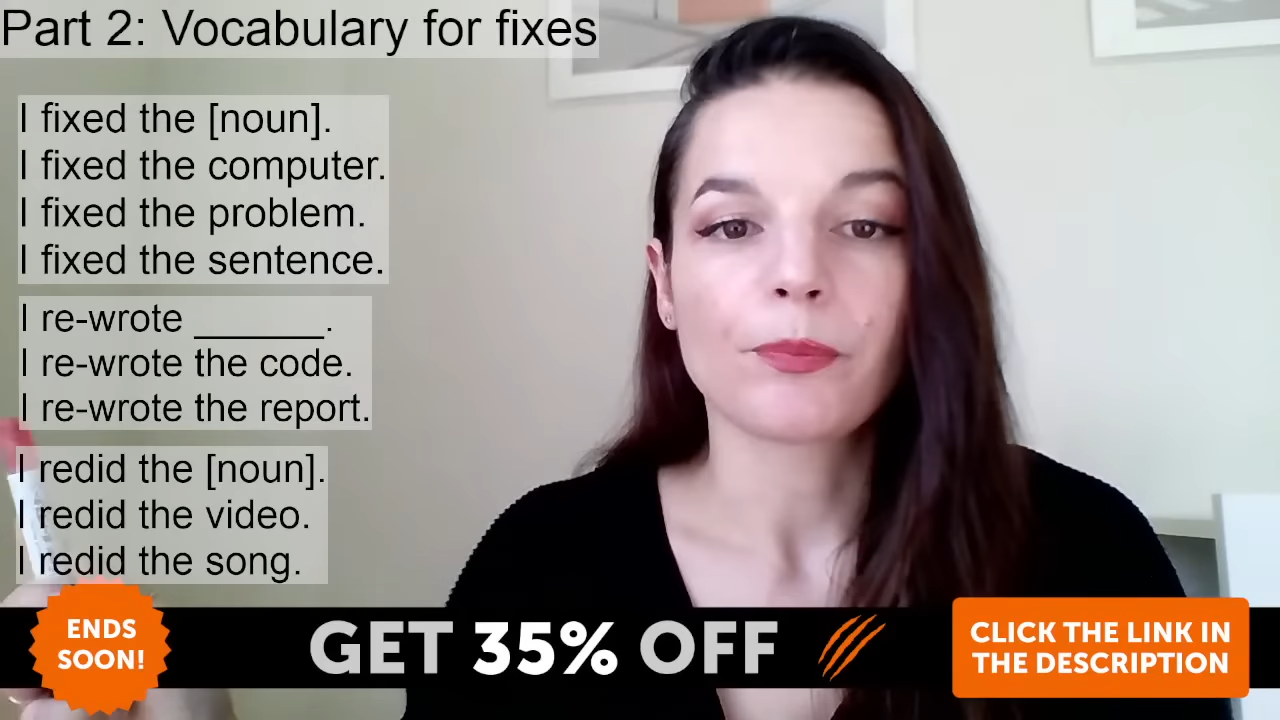 Part 2: Vocabulary for fixes
I fixed the [noun].
I fixed the computer.
I fixed the problem.
I fixed the sentence.
I re-wrote ______.
I re-wrote the code.
I re-wrote the report.
I redid the [noun].
I redid the video.
I redid the song.
ENDS
SOON!
GET 35% OFF
CLICK THE LINK IN
THE DESCRIPTION